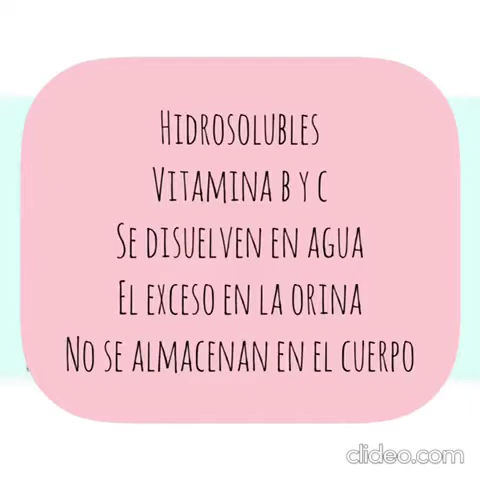 Hidrosolubles
Vitamina B y C
Se disuelven en agua
El exceso en la orina
No se almacenan en el cuerpo
clideo.com